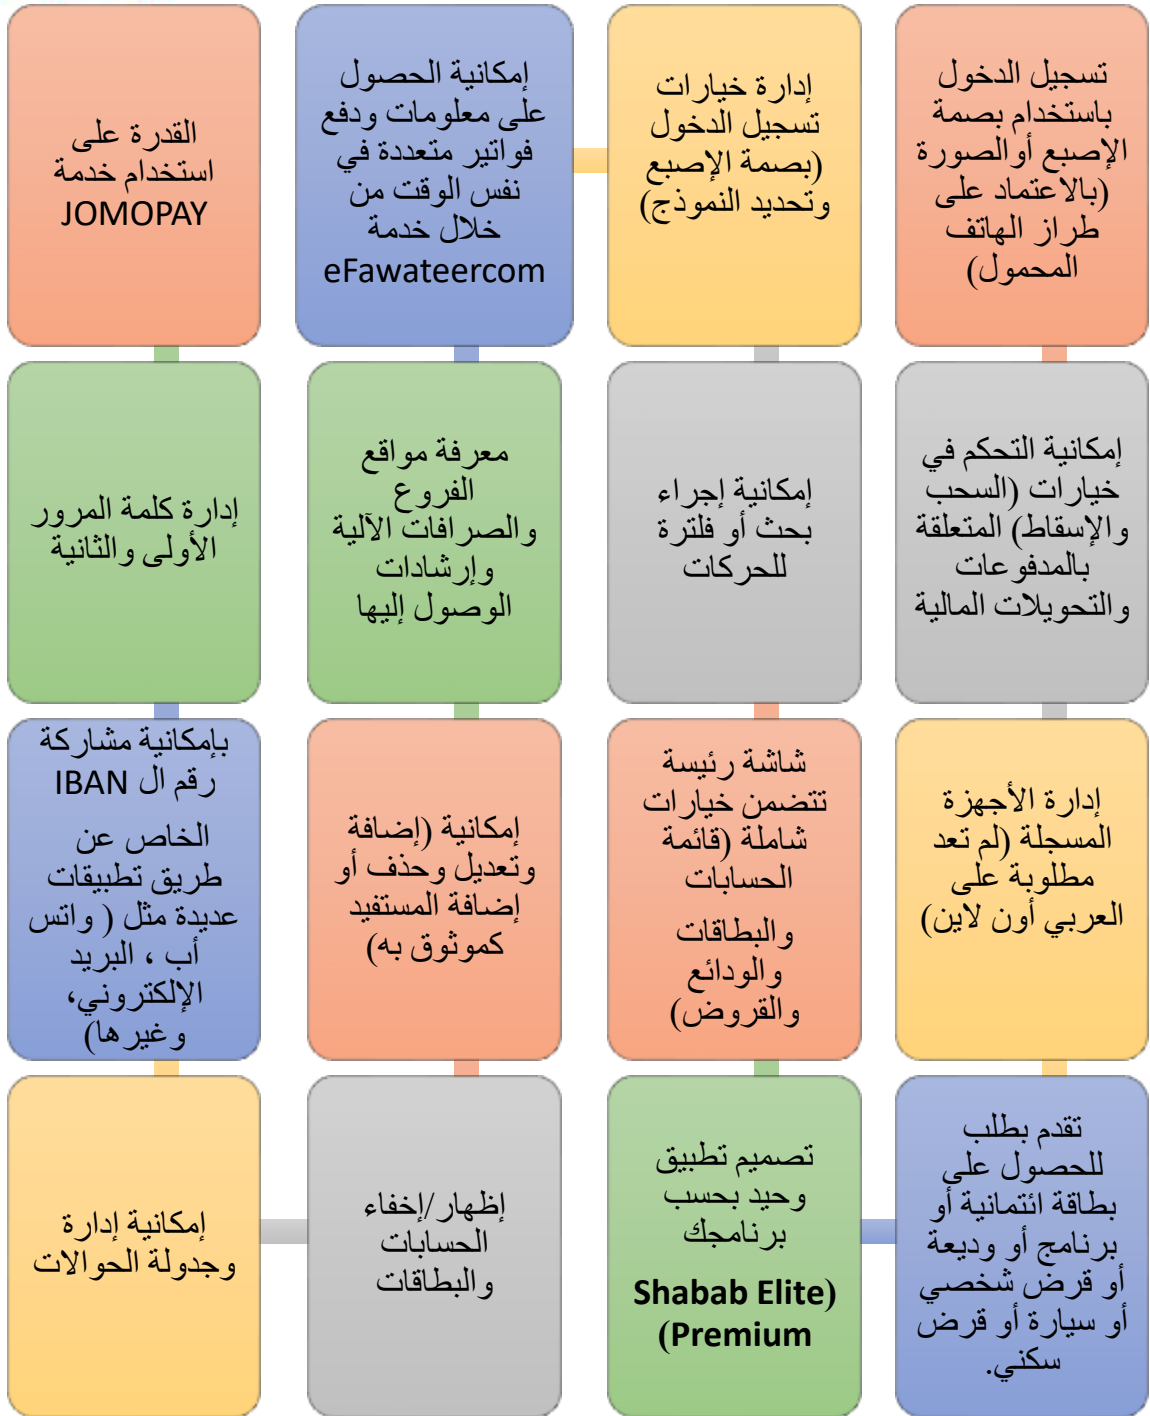 تسجيل الدخول
باستخدام بصمة
الإصبع أوالصورة
(بالاعتماد على
طراز الهاتف
المحمول)
إمكانية التحكم في
خيارات (السحب
والإسقاط) المتعلقة
بالمدفوعات
والتحويلات المالية
إدارة الأجهزة
المسجلة (لم تعد
مطلوبة على
العربي أون لاين)
تقدم بطلب
للحصول على
بطاقة ائتمانية أو
برنامج أو وديعة
أو قرض شخصي
أو سيارة أو قرض
سكني.
تصميم تطبيق
وحيد بحسب
برنامجك
Shabab Elite)
(Premium
شاشة رئيسة
تتضمن خيارات
شاملة (قائمة
الحسابات
والبطاقات
والودائع
والقروض)
إمكانية إجراء
بحث أو فلترة
للحركات
إدارة خيارات
تسجيل الدخول
(بصمة الإصبع
وتحديد النموذج)
إمكانية الحصول
على معلومات ودفع
فواتير متعددة في
نفس الوقت من
خلال خدمة
eFawateercom
معرفة مواقع
الفروع
والصرافات الآلية
وإرشادات
الوصول إليها
إمكانية (إضافة
وتعديل وحذف أو
إضافة المستفيد
كموثوق به)
إظهار/إخفاء
الحسابات
والبطاقات
إمكانية إدارة
وجدولة الحوالات
بإمكانية مشاركة
رقم ال IBAN
الخاص عن
طريق تطبيقات
عديدة مثل ( واتس
أب ، البريد
الإلكتروني،
وغيرها)
إدارة كلمة المرور
الأولى والثانية
القدرة على
استخدام خدمة
JOMOPAY